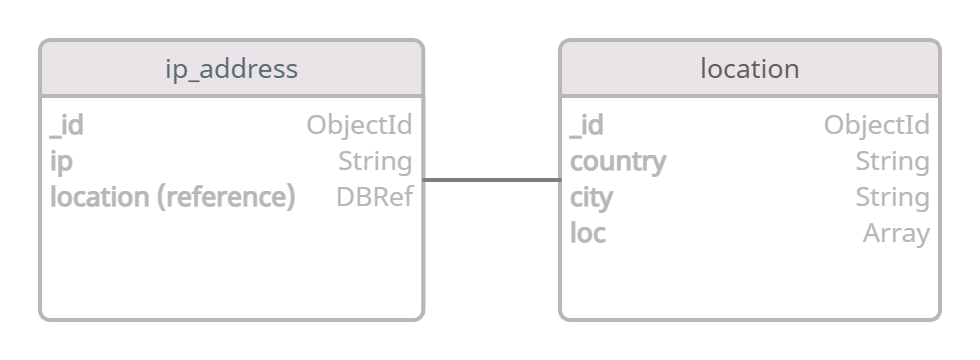 ip_address
_id ObjectId
ip String
location (reference) DBRef
location
_id ObjectId
country String
city String
loc Array